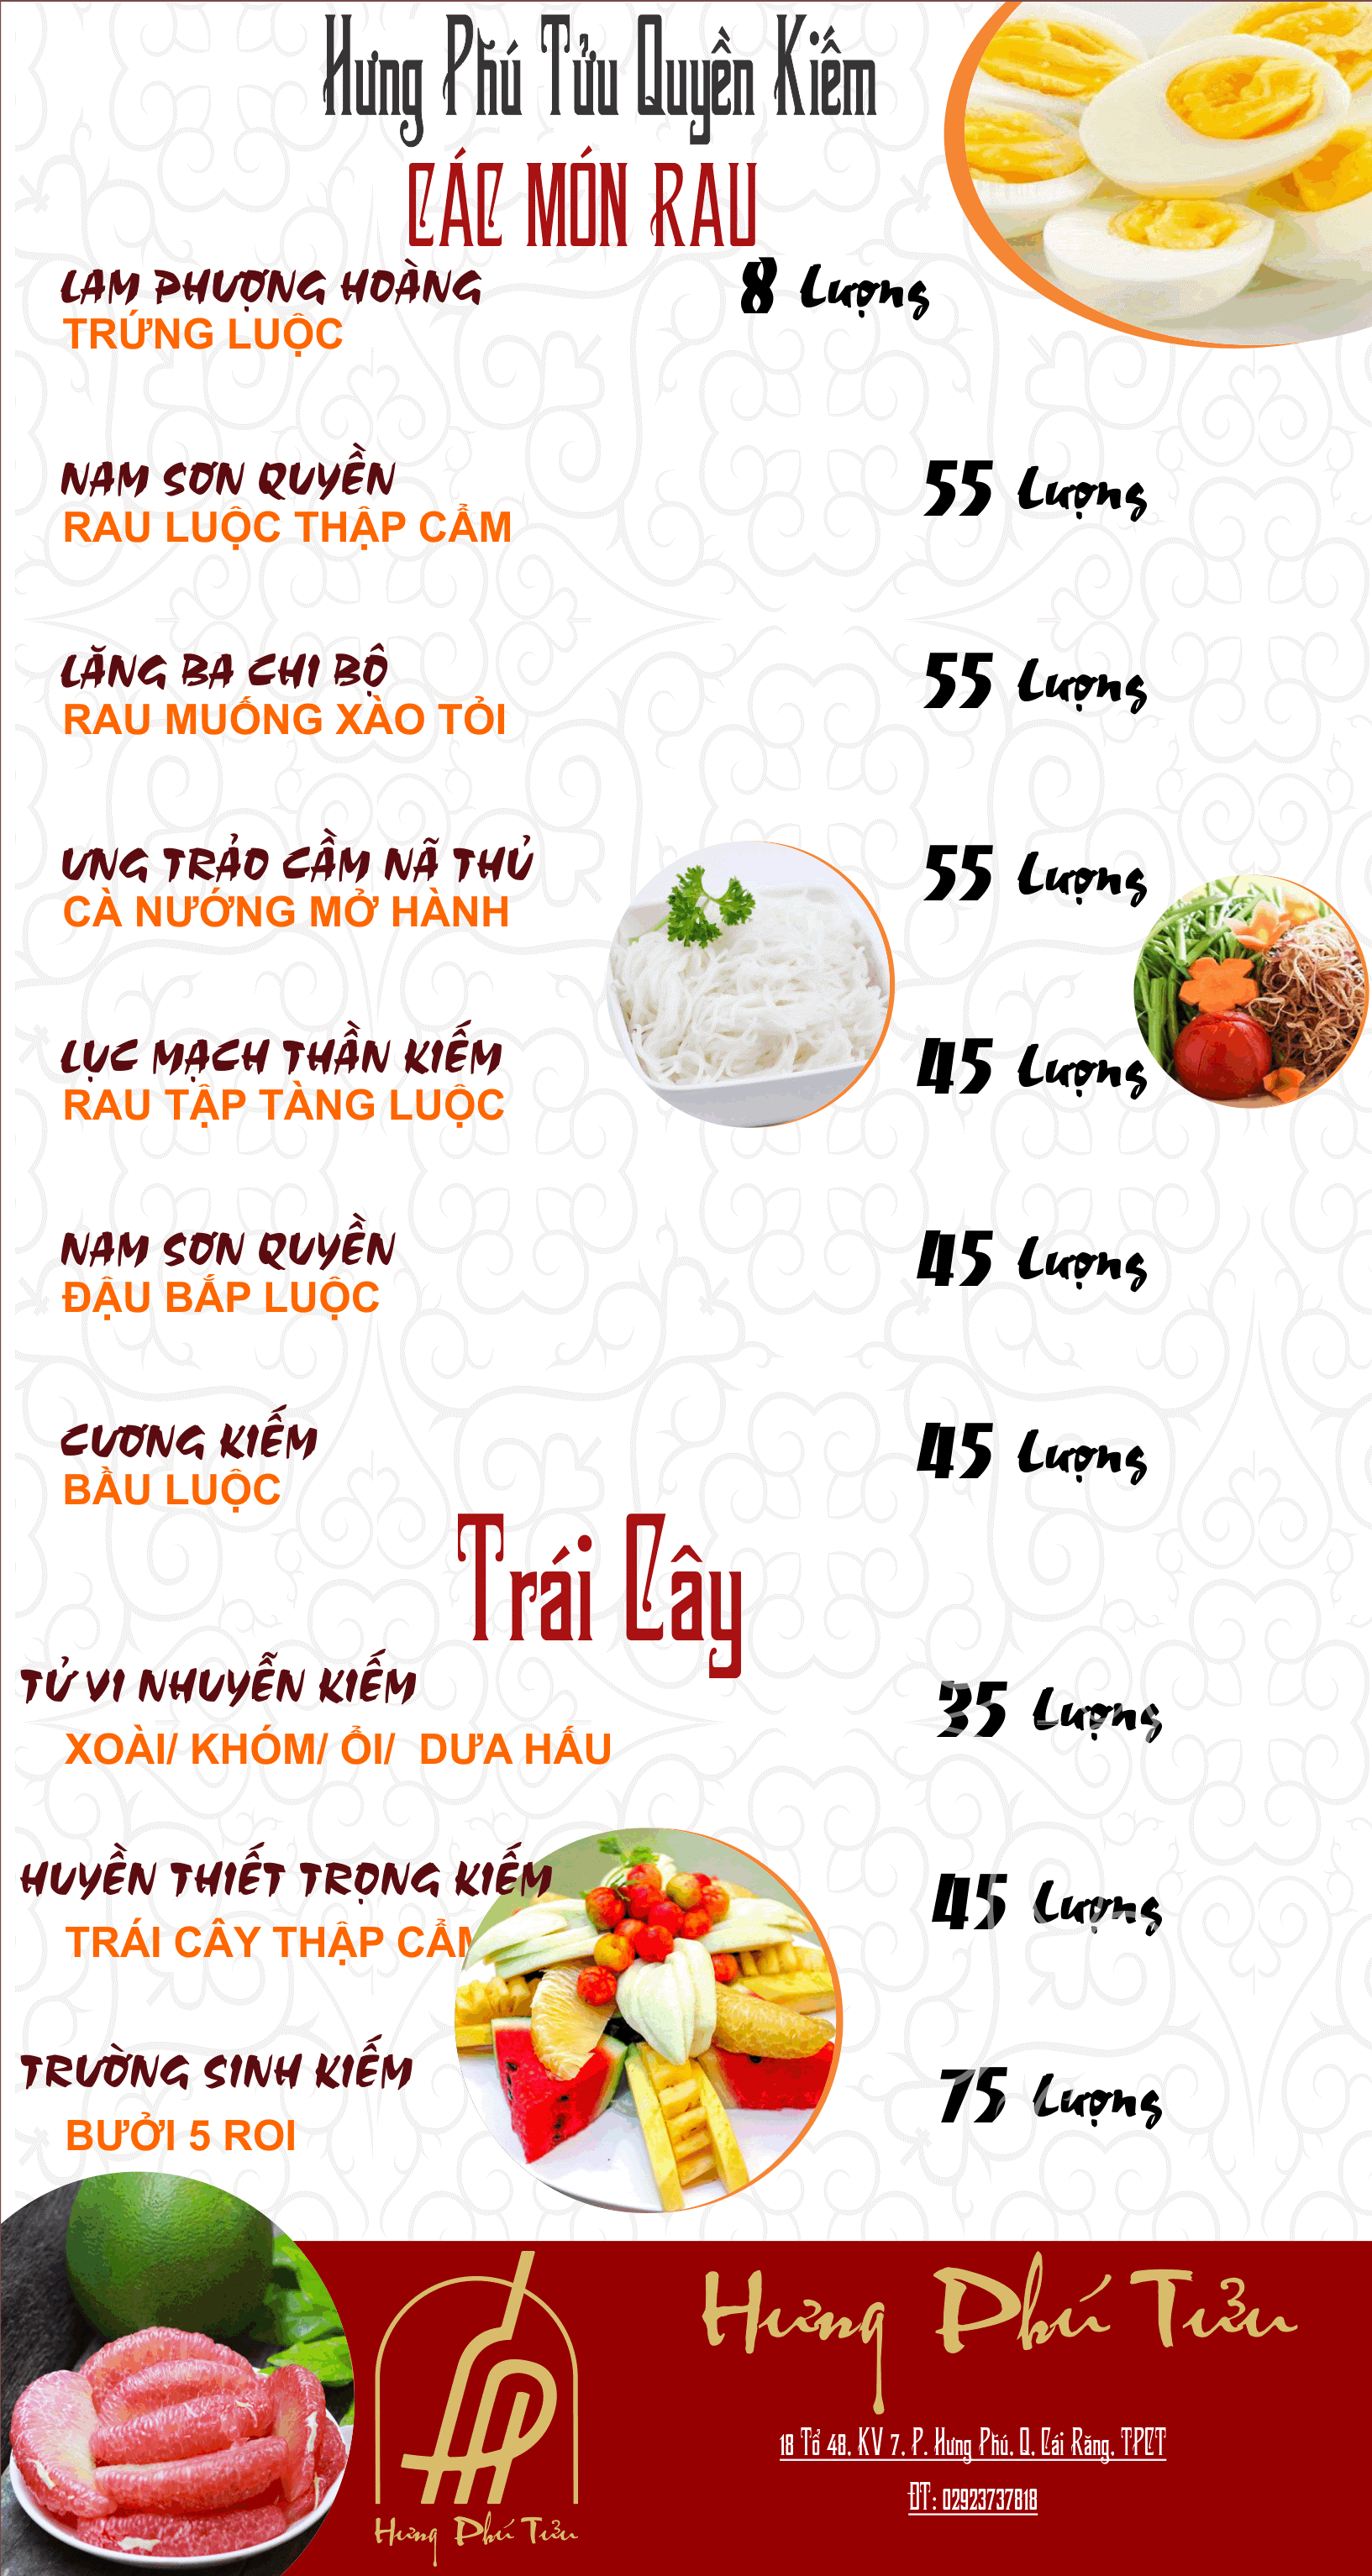 Hưng Phú Tửu Quyền Kiếm
CÁC MÓN RAU
LAM PHƯỢNG HOÀNG 8 Lượng
TRỨNG LUỘC
NAM SƠN QUYỀN 55 Lượng
RAU LUỘC THẬP CẨM
LĂNG BA CHI BỘ 55 Lượng
RAU MUỐNG XÀO TỎI
ƯNG TRẢO CẦM NÃ THỦ 55 Lượng
CÀ NƯỚNG MỞ HÀNH
LỤC MẠCH THẦN KIẾM 45 Lượng
RAU TẬP TÀNG LUỘC
NAM SƠN QUYỀN 45 Lượng
ĐẬU BẮP LUỘC
CƯƠNG KIẾM 45 Lượng
BẦU LUỘC
Trái Cây
TỬ VI NHUYỄN KIẾM 35 Lượng
XOÀI/ KHÓM/ ỔI/ DƯA HẤU
HUYỀN THIẾT TRỌNG KIẾM 45 Lượng
TRÁI CÂY THẬP CẨM
TRƯỜNG SINH KIẾM 75 Lượng
BƯỞI 5 ROI
Hưng Phú Tửu
18 Tổ 48, KV 7, P. Hưng Phú, Q. Cái Răng, TPCT
ĐT: 02923737818
HP
Hưng Phú Tửu